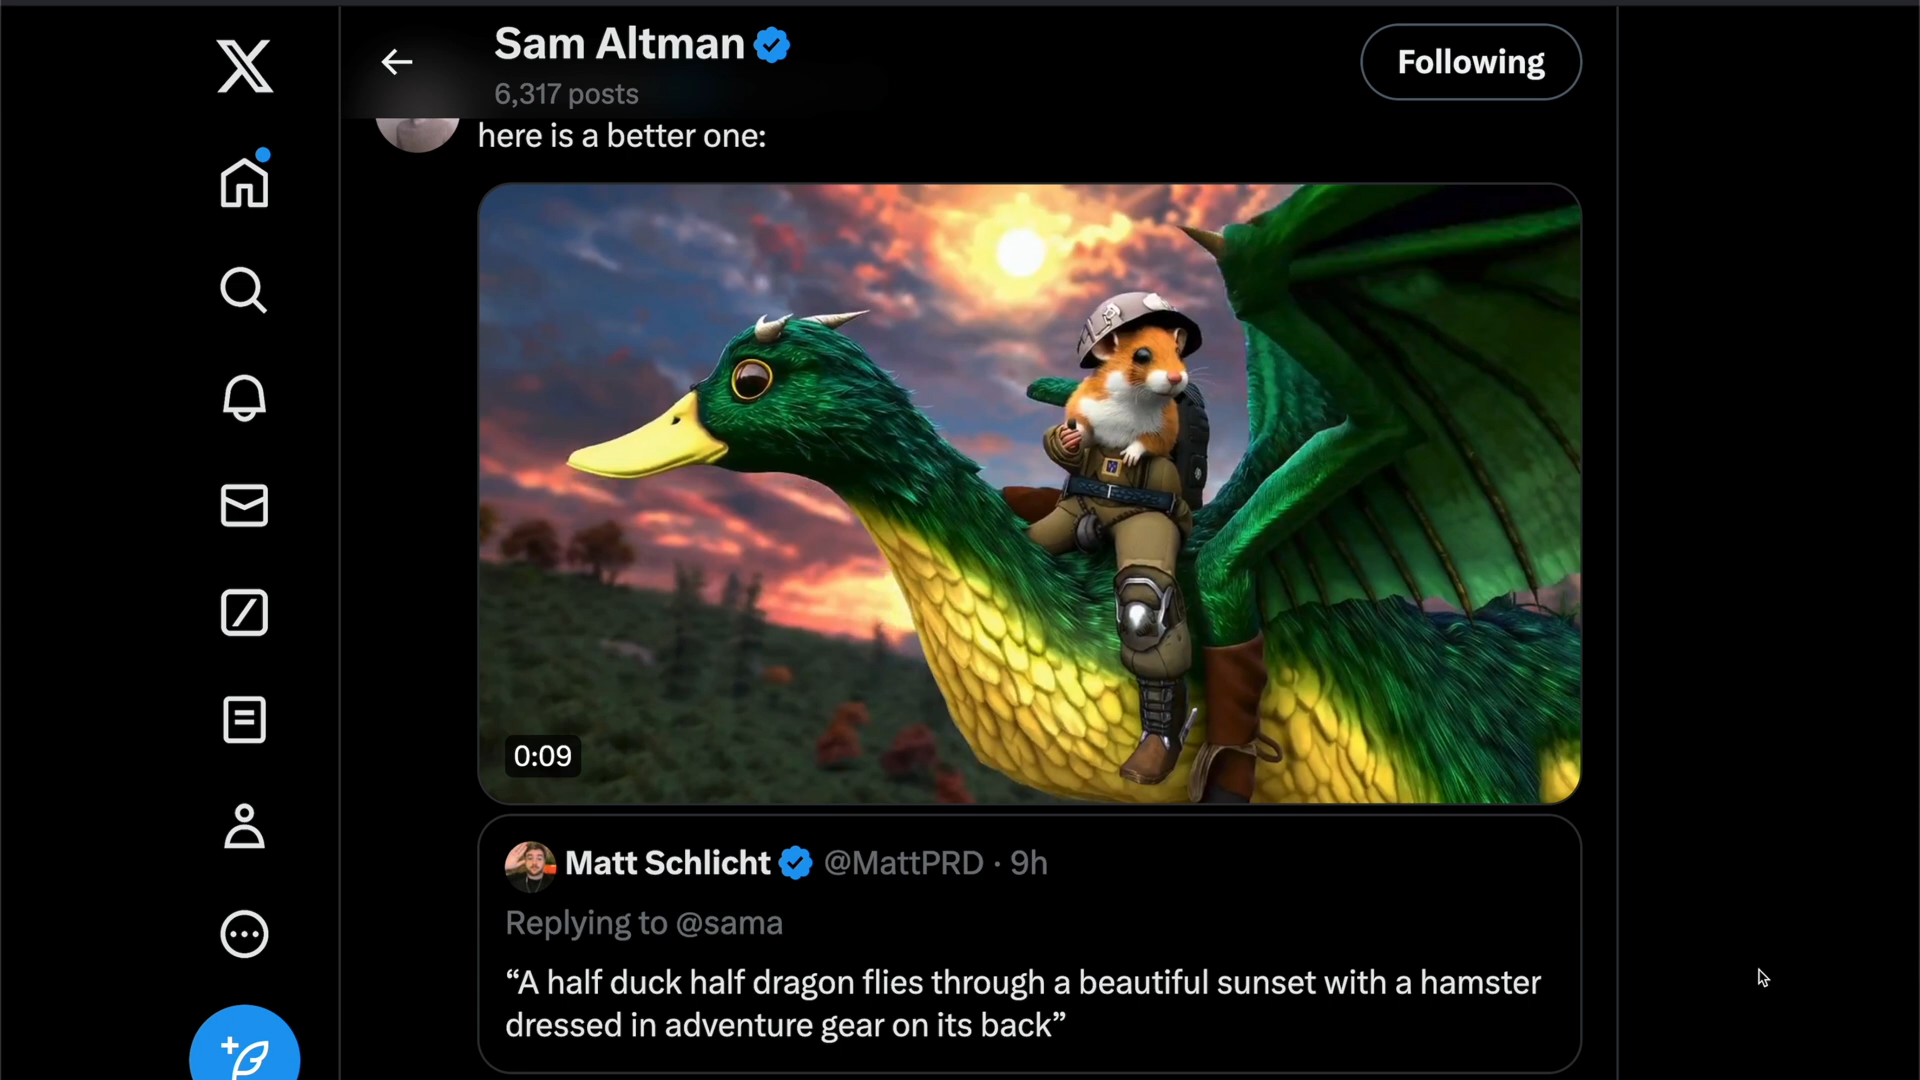 Sam Altman
6,317 posts
Following
here is a better one:
0:09
Matt Schlicht @MattPRD · 9h
Replying to @sama
“A half duck half dragon flies through a beautiful sunset with a hamster
dressed in adventure gear on its back”